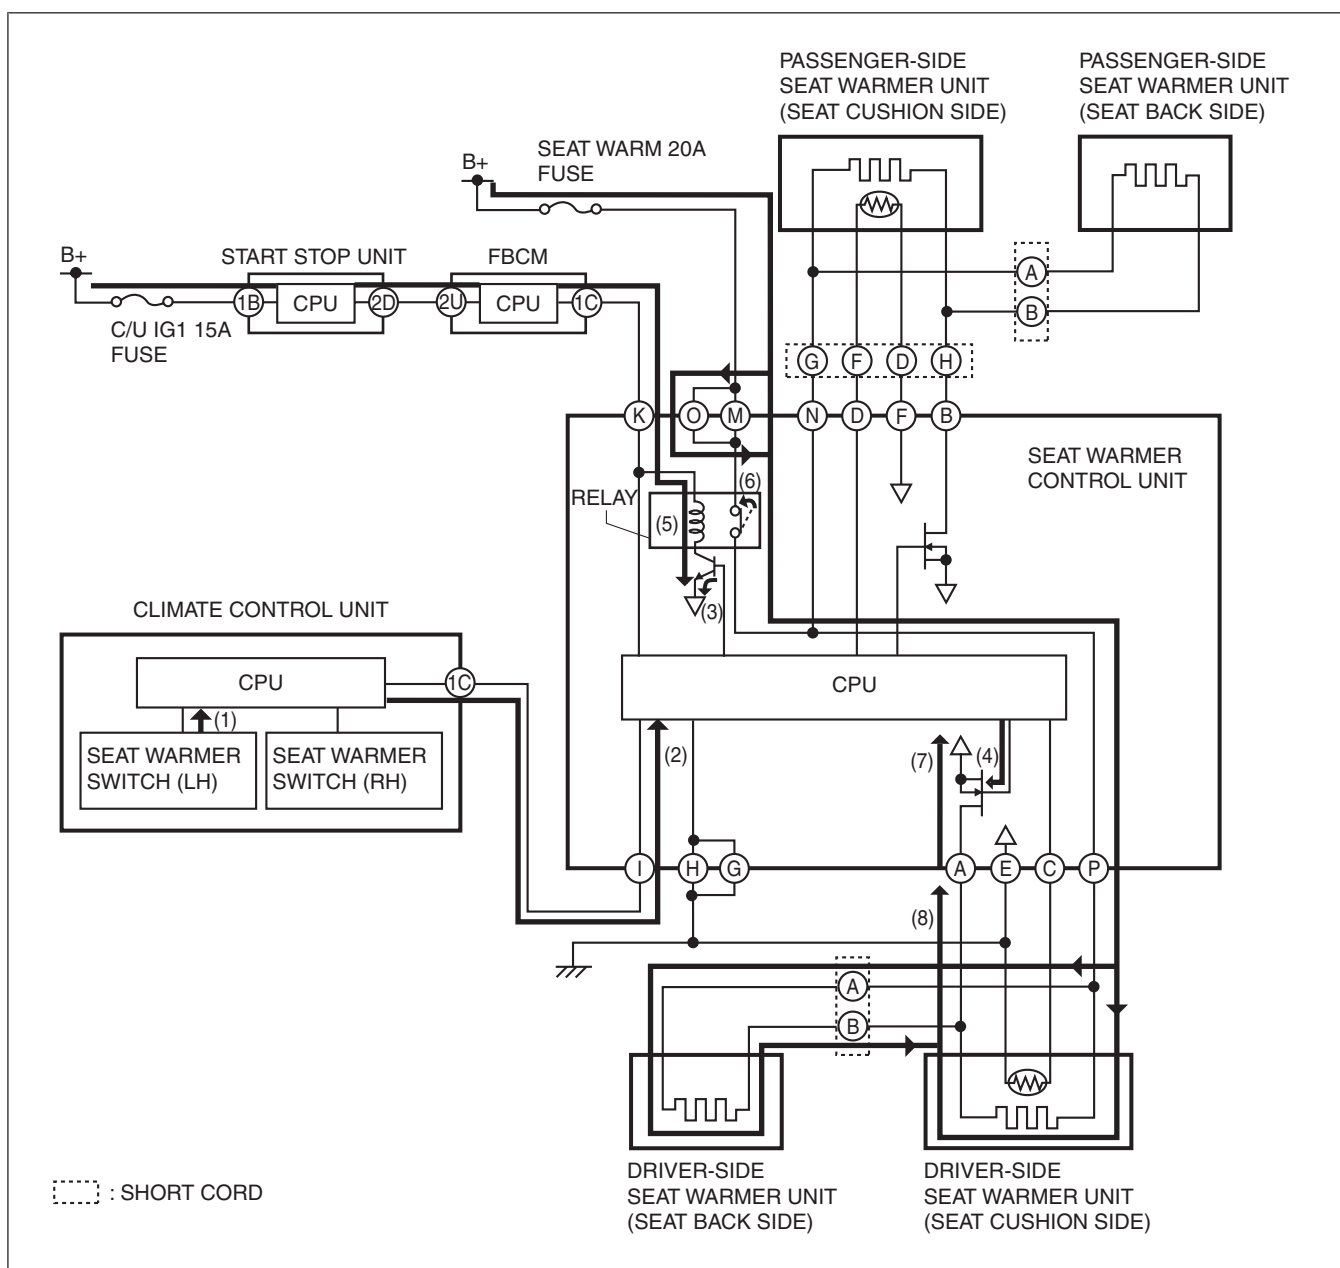 PASSENGER-SIDE
SEAT WARMER UNIT
(SEAT CUSHION SIDE)
PASSENGER-SIDE
SEAT WARMER UNIT
(SEAT BACK SIDE)
SEAT WARM 20A
FUSE
B+
B+
START STOP UNIT
FBCM
1B
CPU
2D
2U
CPU
1C
C/U IG1 15A
FUSE
A
B
G
F
D
H
K
O
M
N
D
F
B
SEAT WARMER
CONTROL UNIT
RELAY
(6)
(5)
(3)
CLIMATE CONTROL UNIT
CPU
1C
CPU
(1)
SEAT WARMER
SWITCH (LH)
SEAT WARMER
SWITCH (RH)
(2)
(7)
(4)
I
H
G
A
E
C
P
(8)
A
B
DRIVER-SIDE
SEAT WARMER UNIT
(SEAT BACK SIDE)
DRIVER-SIDE
SEAT WARMER UNIT
(SEAT CUSHION SIDE)
: SHORT CORD